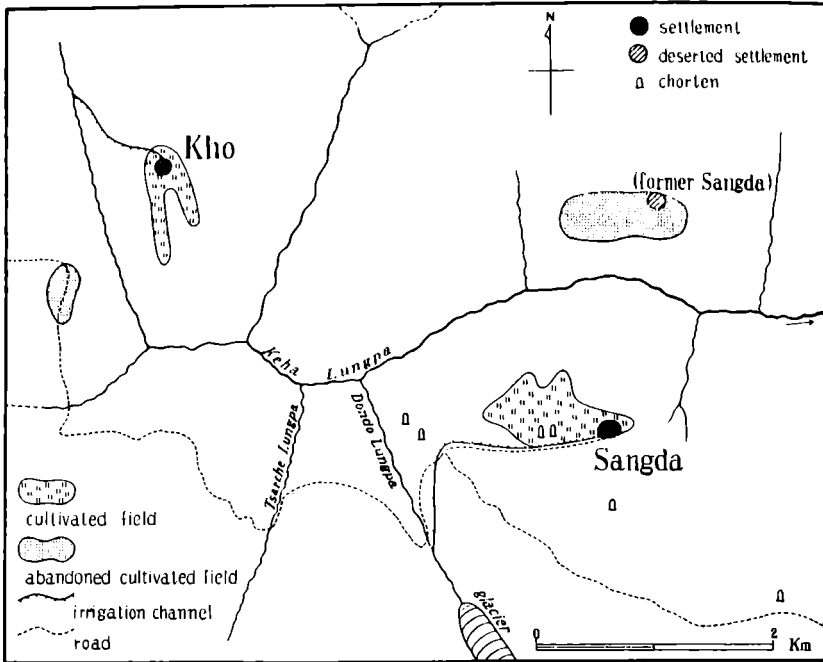 N
settlement
deserted settlement
chorten
Kho
(former Sangda)
Keha Lungpa
Tsarche Lungpa
Dondo Lungpa
Sangda
cultivated field
abandoned cultivated field
irrigation channel
road
glacier
0 2 Km